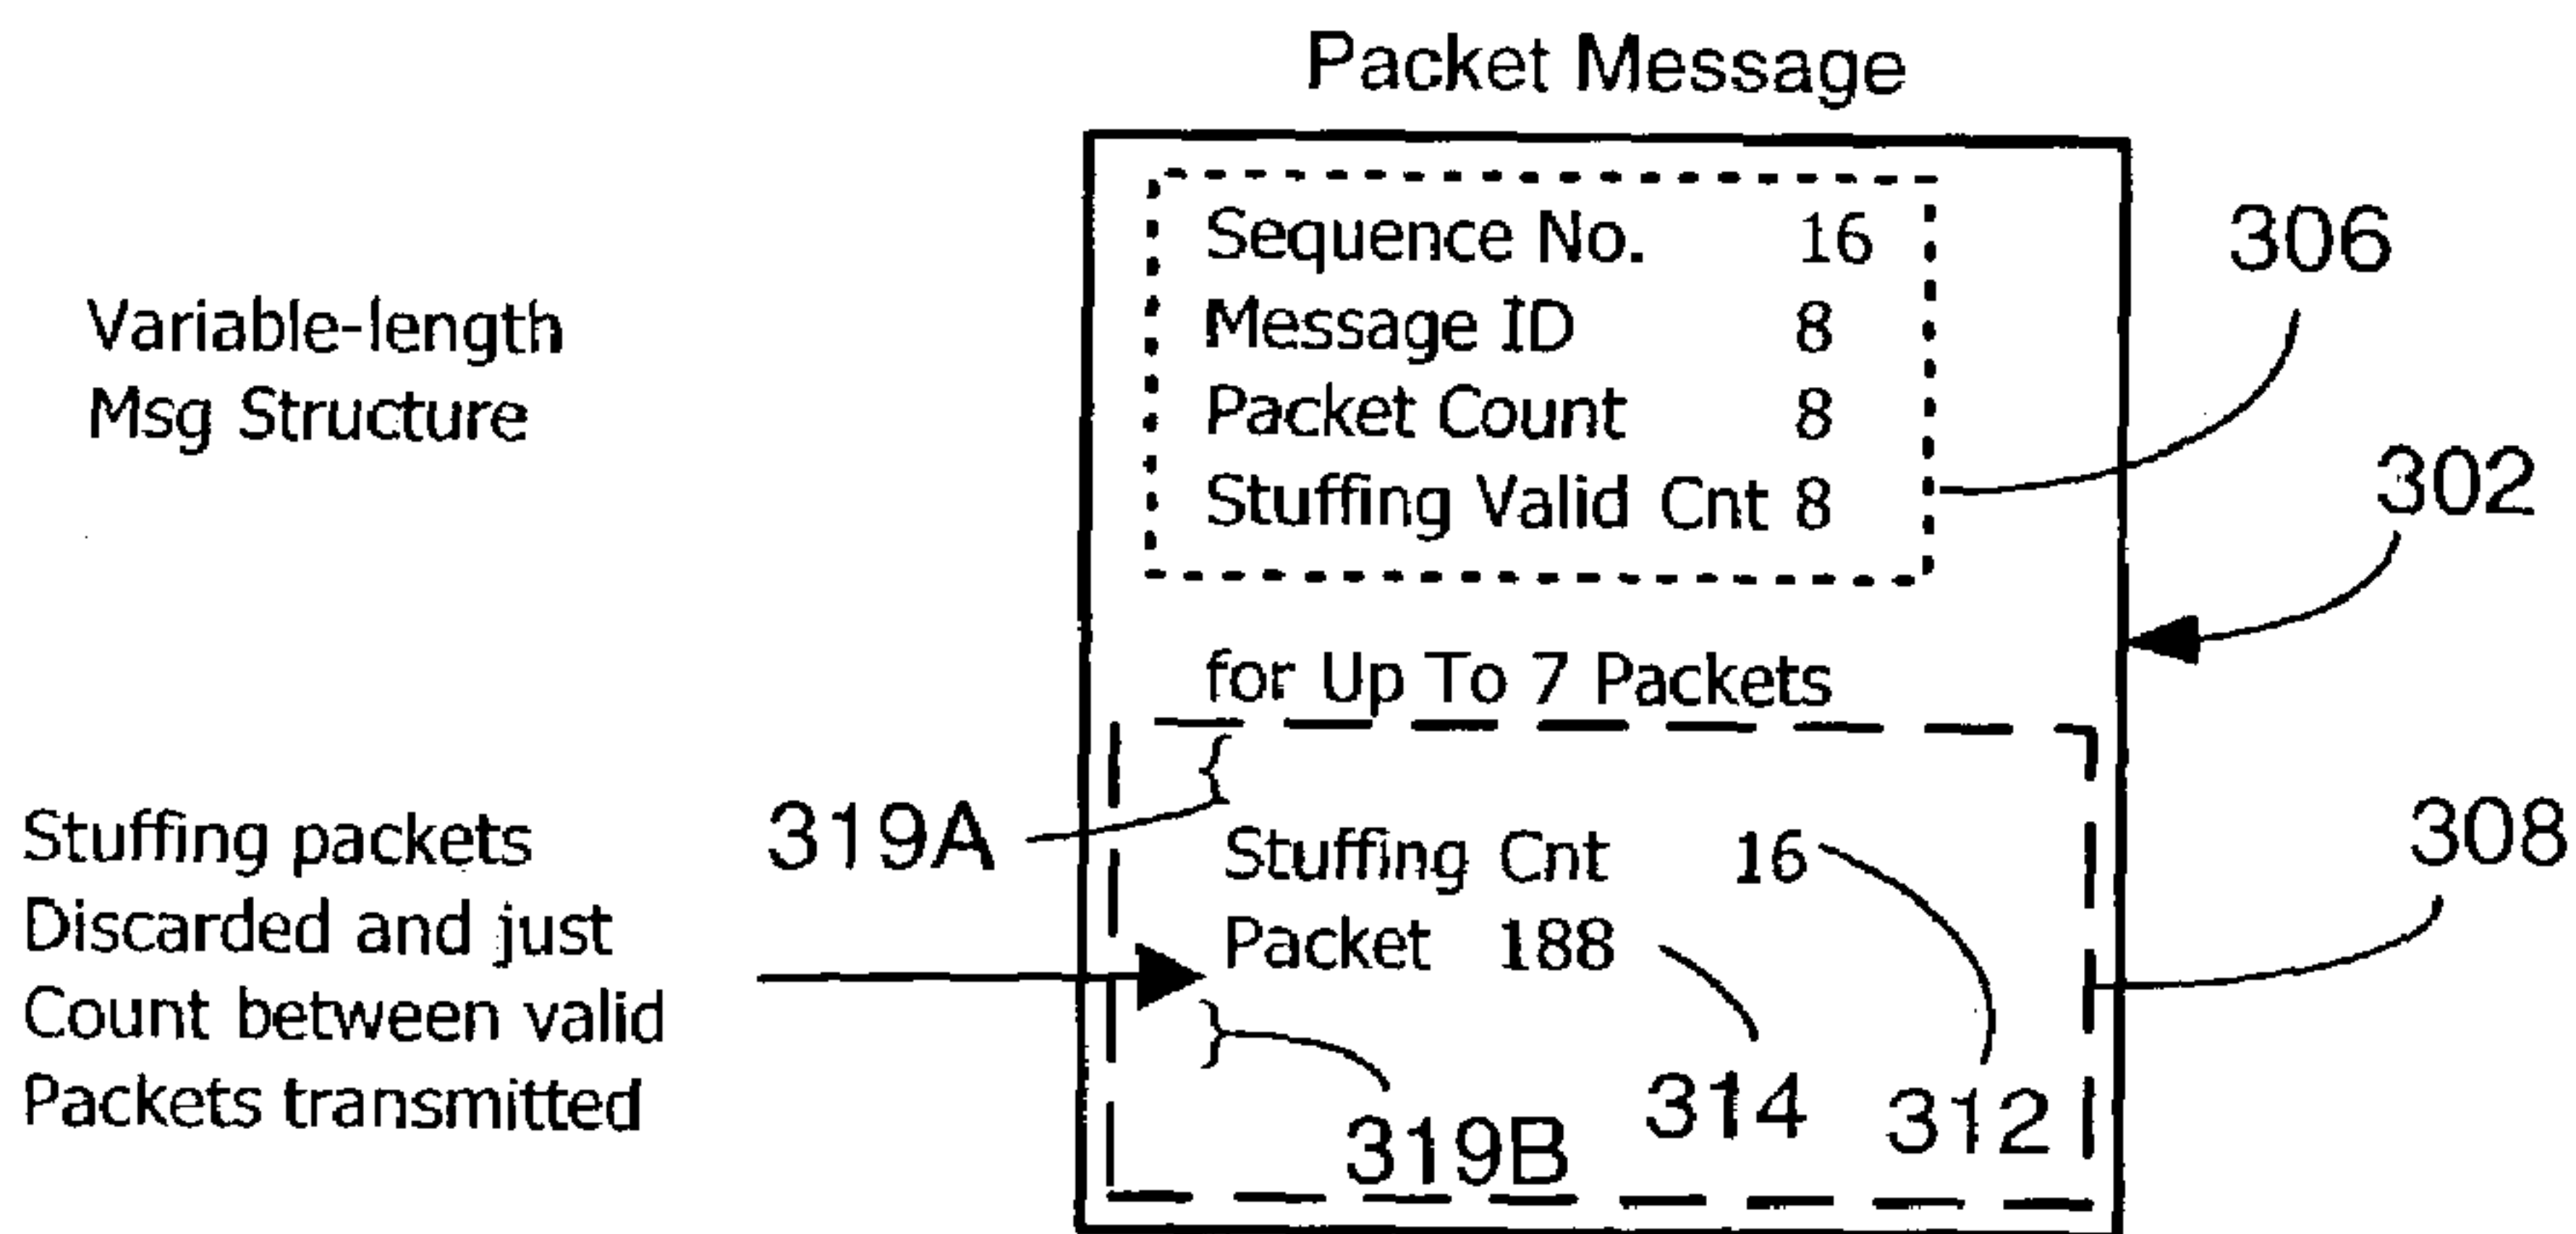 Packet Message
Variable-length
Msg Structure
Sequence No. 16
Message ID 8
Packet Count 8
Stuffing Valid Cnt 8
306
302
for Up To 7 Packets
{
319A
Stuffing Cnt 16
Packet 188
308
Stuffing packets
Discarded and just
Count between valid
Packets transmitted
}
319B
314
312